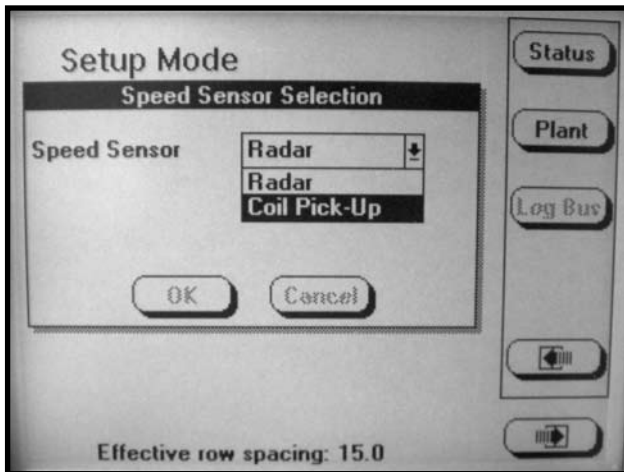 Setup Mode
Speed Sensor Selection
Speed Sensor
Radar
Radar
Coil Pick-Up
OK
Cancel
Effective row spacing: 15.0
Status
Plant
Log Bus